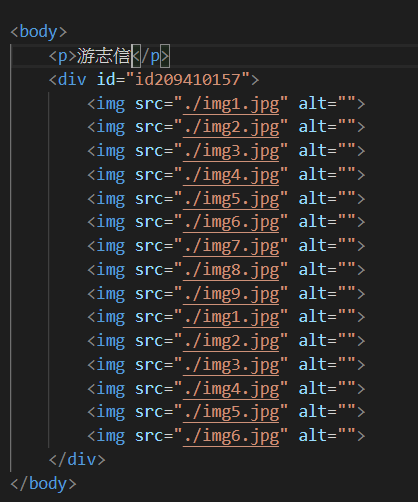 <body>
<p>游志信</p>
<div id="id209410157">
<img src="./img1.jpg" alt="">
<img src="./img2.jpg" alt="">
<img src="./img3.jpg" alt="">
<img src="./img4.jpg" alt="">
<img src="./img5.jpg" alt="">
<img src="./img6.jpg" alt="">
<img src="./img7.jpg" alt="">
<img src="./img8.jpg" alt="">
<img src="./img9.jpg" alt="">
<img src="./img1.jpg" alt="">
<img src="./img2.jpg" alt="">
<img src="./img3.jpg" alt="">
<img src="./img4.jpg" alt="">
<img src="./img5.jpg" alt="">
<img src="./img6.jpg" alt="">
</div>
</body>